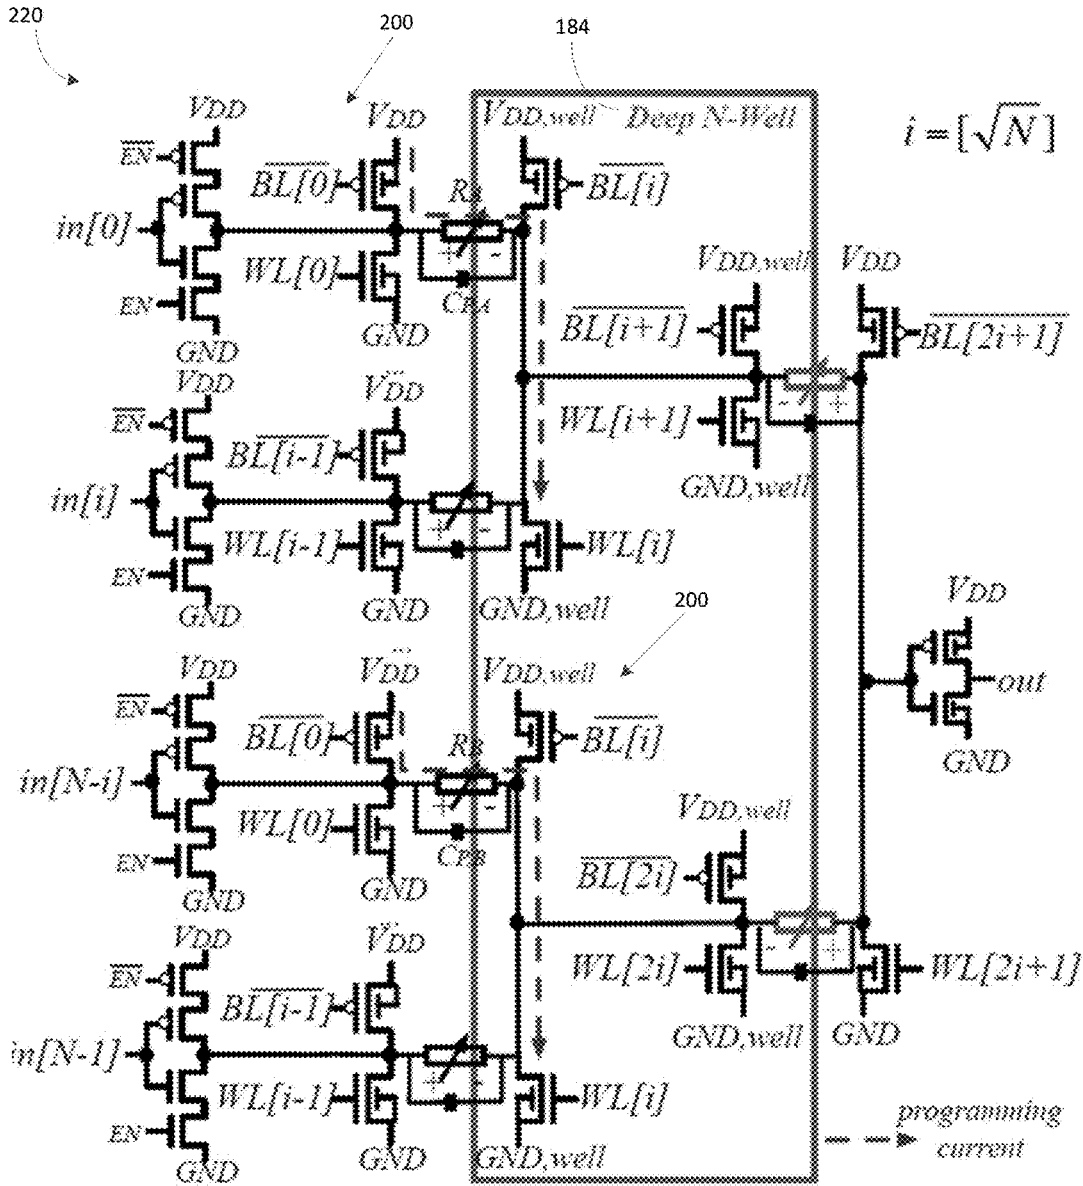 220
200
184
VDD
VDD
VDD,well
Deep N-Well
i = [√N]
EN
BL[0]
BL[i]
RA
in[0]
+ -
WL[0]
CPA
EN
GND
GND
VDD,well
VDD
BL[i+1]
BL[2i+1]
VDD
VDD
EN
BL[i-1]
- +
WL[i+1]
GND,well
in[i]
+ -
WL[i-1]
WL[i]
EN
GND
GND
GND,well
200
VDD
VDD
VDD
VDD,well
EN
BL[0]
BL[i]
RB
out
in[N-i]
+ -
GND
WL[0]
CPB
EN
GND
GND
VDD,well
BL[2i]
VDD
VDD
EN
BL[i-1]
- +
WL[2i]
WL[2i+1]
GND,well
GND
in[N-1]
+ -
WL[i-1]
WL[i]
EN
GND
GND
GND,well
programming
current